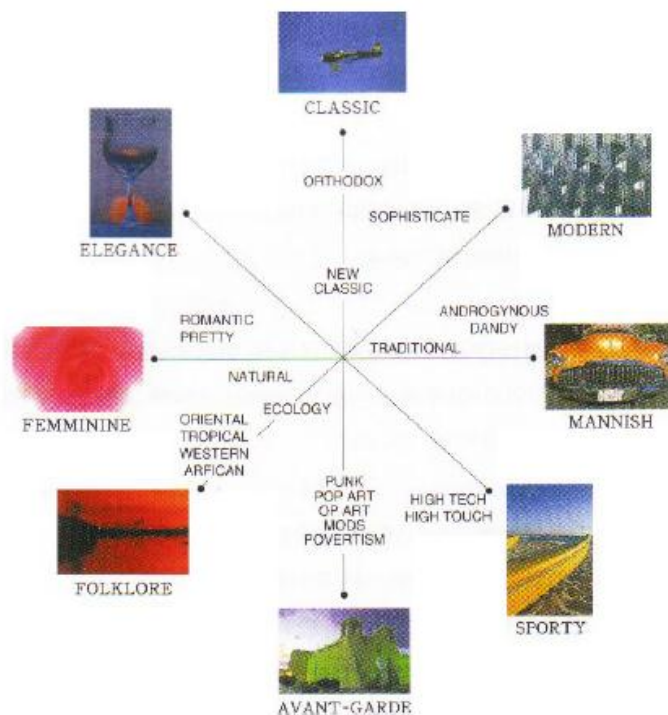 CLASSIC
ORTHODOX
SOPHISTICATE
MODERN
ELEGANCE
NEW
CLASSIC
ANDROGYNOUS
DANDY
ROMANTIC
PRETTY
TRADITIONAL
NATURAL
FEMMININE
MANNISH
ECOLOGY
ORIENTAL
TROPICAL
WESTERN
ARFICAN
PUNK
POP ART
OP ART
MODS
POVERTISM
HIGH TECH
HIGH TOUCH
FOLKLORE
SPORTY
AVANT-GARDE